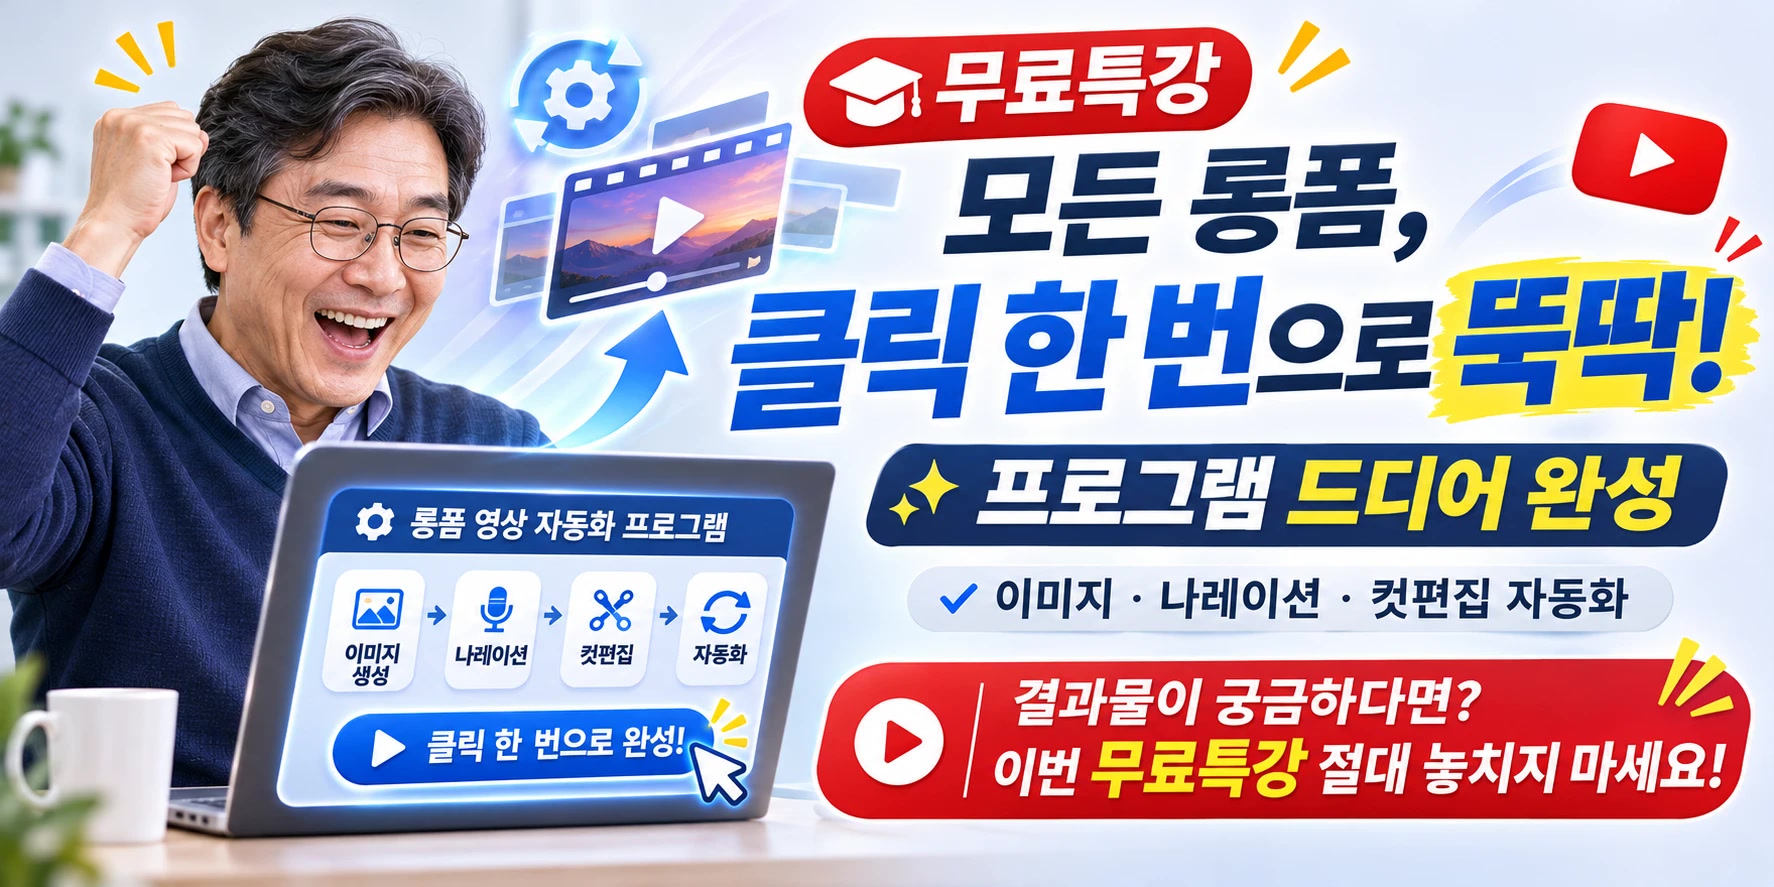 무료특강
모든 롱폼,
클릭 한 번으로 뚝딱!
프로그램 드디어 완성
이미지 · 나레이션 · 컷편집 자동화
결과물이 궁금하다면?
이번 무료특강 절대 놓치지 마세요!
롱폼 영상 자동화 프로그램
이미지
생성
나레이션
컷편집
자동화
클릭 한 번으로 완성!